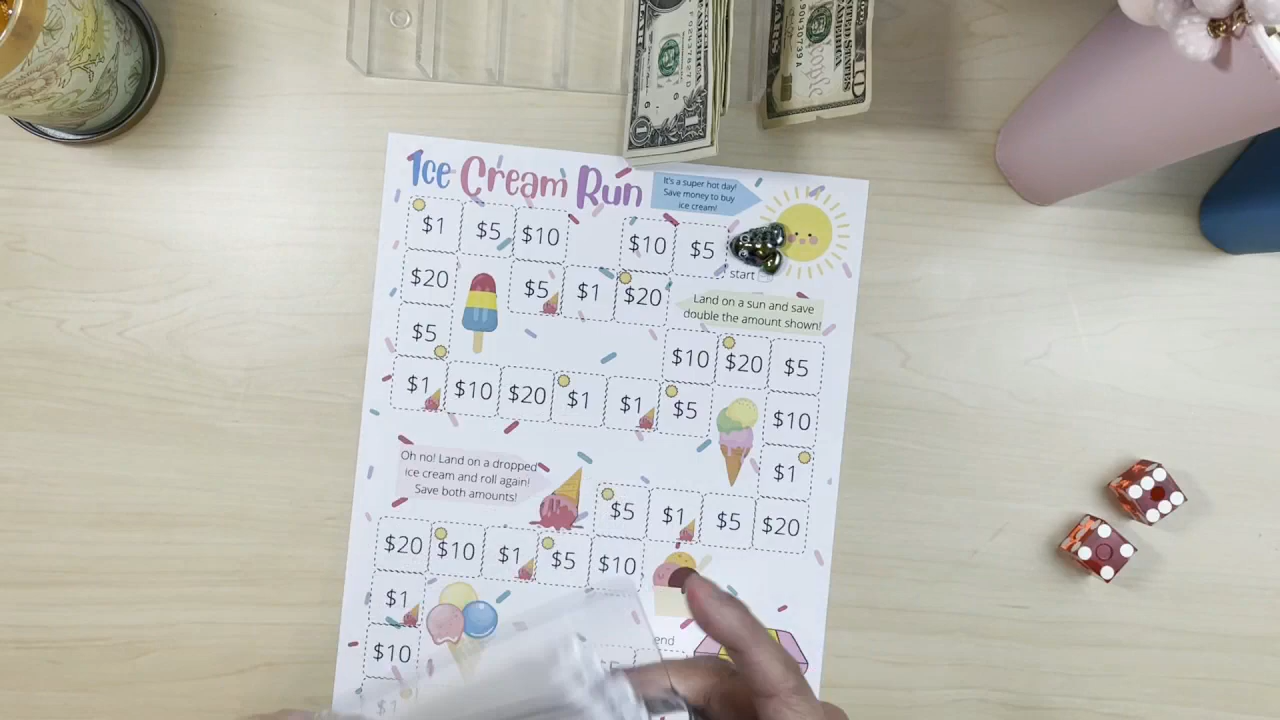 Ice Cream Run
It's a super hot day!
Save money to buy
ice cream!
$1 $5 $10 $10 $5
start
$20 $5 $1 $20
Land on a sun and save
double the amount shown!
$5
$10 $20 $5
$1 $10 $20 $1 $1 $5
$10
$1
Oh no! Land on a dropped
ice cream and roll again!
Save both amounts!
$5 $1 $5 $20
$20 $10 $1 $5 $10
$1
$10
end
$1